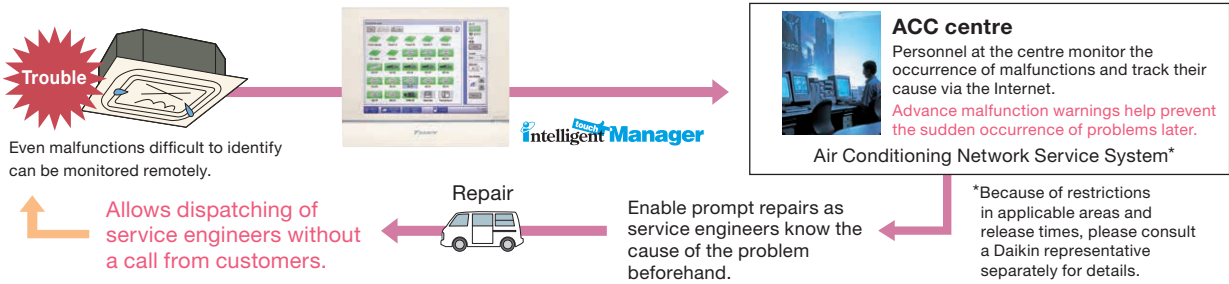 Trouble
Even malfunctions difficult to identify
can be monitored remotely.
DAIKIN
intelligent touch Manager
ACC centre
Personnel at the centre monitor the
occurrence of malfunctions and track their
cause via the Internet.
Advance malfunction warnings help prevent
the sudden occurrence of problems later.
Air Conditioning Network Service System*
*Because of restrictions
in applicable areas and
release times, please consult
a Daikin representative
separately for details.
Enable prompt repairs as
service engineers know the
cause of the problem
beforehand.
Repair
Allows dispatching of
service engineers without
a call from customers.